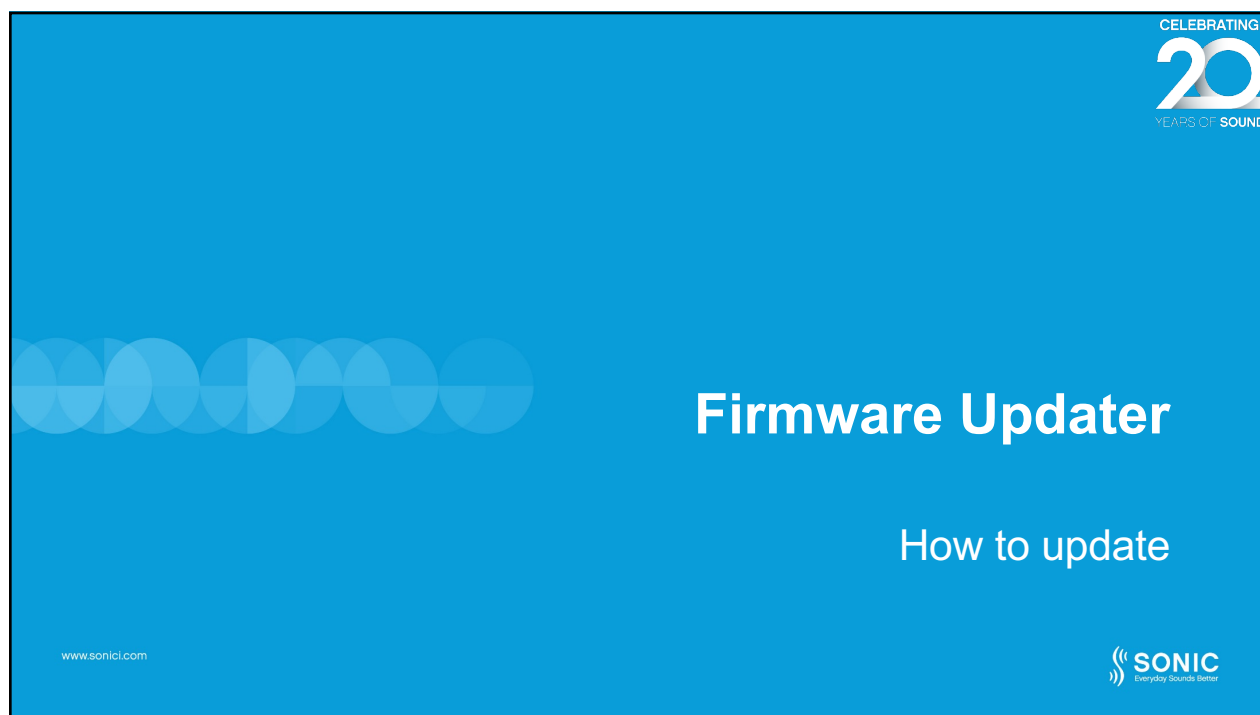 CELEBRATING
20
YEARS OF SOUND
Firmware Updater
How to update
www.sonici.com
SONIC
Everyday Sounds Better